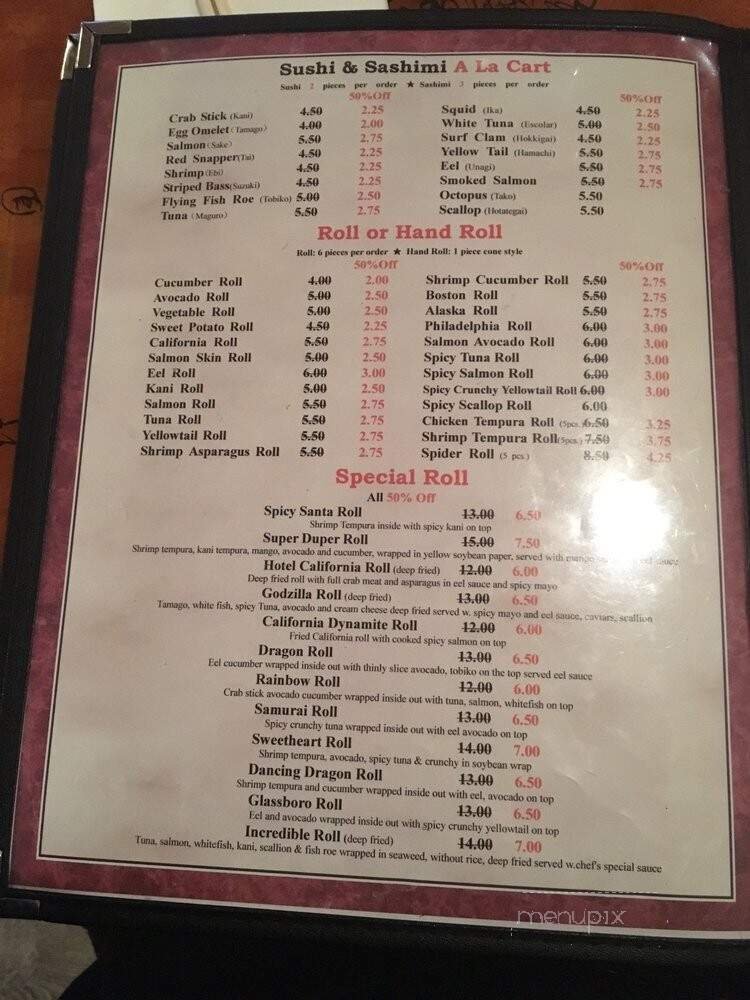 Sushi & Sashimi A La Cart
Sushi 2 pieces per order ★ Sashimi 3 pieces per order
50%Off
Crab Stick (Kani) 4.50 2.25
Egg Omelet (Tamago) 4.00 2.00
Salmon (Sake) 5.50 2.75
Red Snapper(Tai) 4.50 2.25
Shrimp (Ebi) 4.50 2.25
Striped Bass(Suzuki) 4.50 2.25
Flying Fish Roe (Tobiko) 5.00 2.50
Tuna (Maguro) 5.50 2.75
50%Off
Squid (Ika) 4.50 2.25
White Tuna (Escolar) 5.00 2.50
Surf Clam (Hokkigai) 4.50 2.25
Yellow Tail (Hamachi) 5.50 2.75
Eel (Unagi) 5.50 2.75
Smoked Salmon 5.50 2.75
Octopus (Tako) 5.50
Scallop (Hotategai) 5.50
Roll or Hand Roll
Roll: 6 pieces per order ★ Hand Roll: 1 piece cone style
50%Off
Cucumber Roll 4.00 2.00
Avocado Roll 5.00 2.50
Vegetable Roll 5.00 2.50
Sweet Potato Roll 4.50 2.25
California Roll 5.50 2.75
Salmon Skin Roll 5.00 2.50
Eel Roll 6.00 3.00
Kani Roll 5.00 2.50
Salmon Roll 5.50 2.75
Tuna Roll 5.50 2.75
Yellowtail Roll 5.50 2.75
Shrimp Asparagus Roll 5.50 2.75
50%Off
Shrimp Cucumber Roll 5.50 2.75
Boston Roll 5.50 2.75
Alaska Roll 5.50 2.75
Philadelphia Roll 6.00 3.00
Salmon Avocado Roll 6.00 3.00
Spicy Tuna Roll 6.00 3.00
Spicy Salmon Roll 6.00 3.00
Spicy Crunchy Yellowtail Roll 6.00 3.00
Spicy Scallop Roll 6.00
Chicken Tempura Roll (5pcs.) 6.50 3.25
Shrimp Tempura Roll(5pcs.) 7.50 3.75
Spider Roll (5 pcs.) 8.50 4.25
Special Roll
All 50% Off
Spicy Santa Roll 13.00 6.50
Shrimp Tempura inside with spicy kani on top
Super Duper Roll 15.00 7.50
Shrimp tempura, kani tempura, mango, avocado and cucumber, wrapped in yellow soybean paper, served with mango eel sauce
Hotel California Roll (deep fried) 12.00 6.00
Deep fried roll with full crab meat and asparagus in eel sauce and spicy mayo
Godzilla Roll (deep fried) 13.00 6.50
Tamago, white fish, spicy Tuna, avocado and cream cheese deep fried served w. spicy mayo and eel sauce, caviars, scallion
California Dynamite Roll 12.00 6.00
Fried California roll with cooked spicy salmon on top
Dragon Roll 13.00 6.50
Eel cucumber wrapped inside out with thinly slice avocado, tobiko on the top served eel sauce
Rainbow Roll 12.00 6.00
Crab stick avocado cucumber wrapped inside out with tuna, salmon, whitefish on top
Samurai Roll 13.00 6.50
Spicy crunchy tuna wrapped inside out with eel avocado on top
Sweetheart Roll 14.00 7.00
Shrimp tempura, avocado, spicy tuna & crunchy in soybean wrap
Dancing Dragon Roll 13.00 6.50
Shrimp tempura and cucumber wrapped inside out with eel, avocado on top
Glassboro Roll 13.00 6.50
Eel and avocado wrapped inside out with spicy crunchy yellowtail on top
Incredible Roll (deep fried) 14.00 7.00
Tuna, salmon, whitefish, kani, scallion & fish roe wrapped in seaweed, without rice, deep fried served w.chef's special sauce
menupix